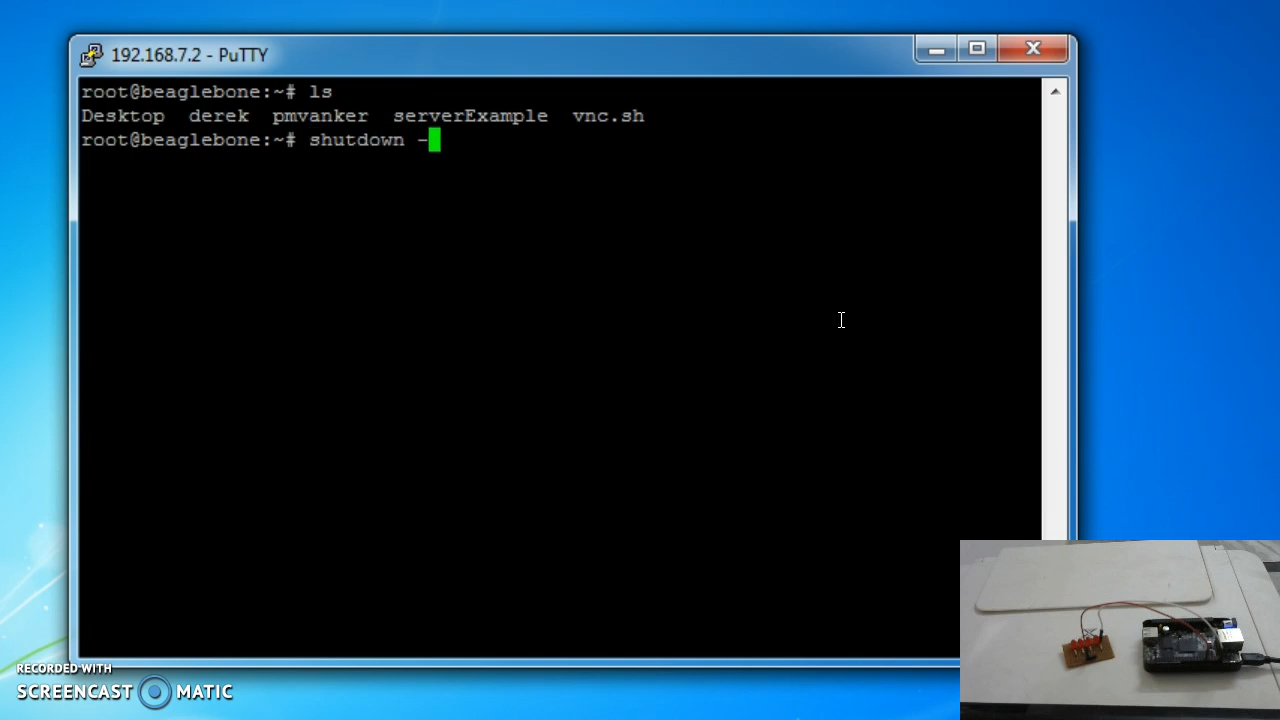 192.168.7.2 - PuTTY
root@beaglebone:~# ls
Desktop  derek  pmvanker  serverExample  vnc.sh
root@beaglebone:~# shutdown -
RECORDED WITH
SCREENCAST MATIC